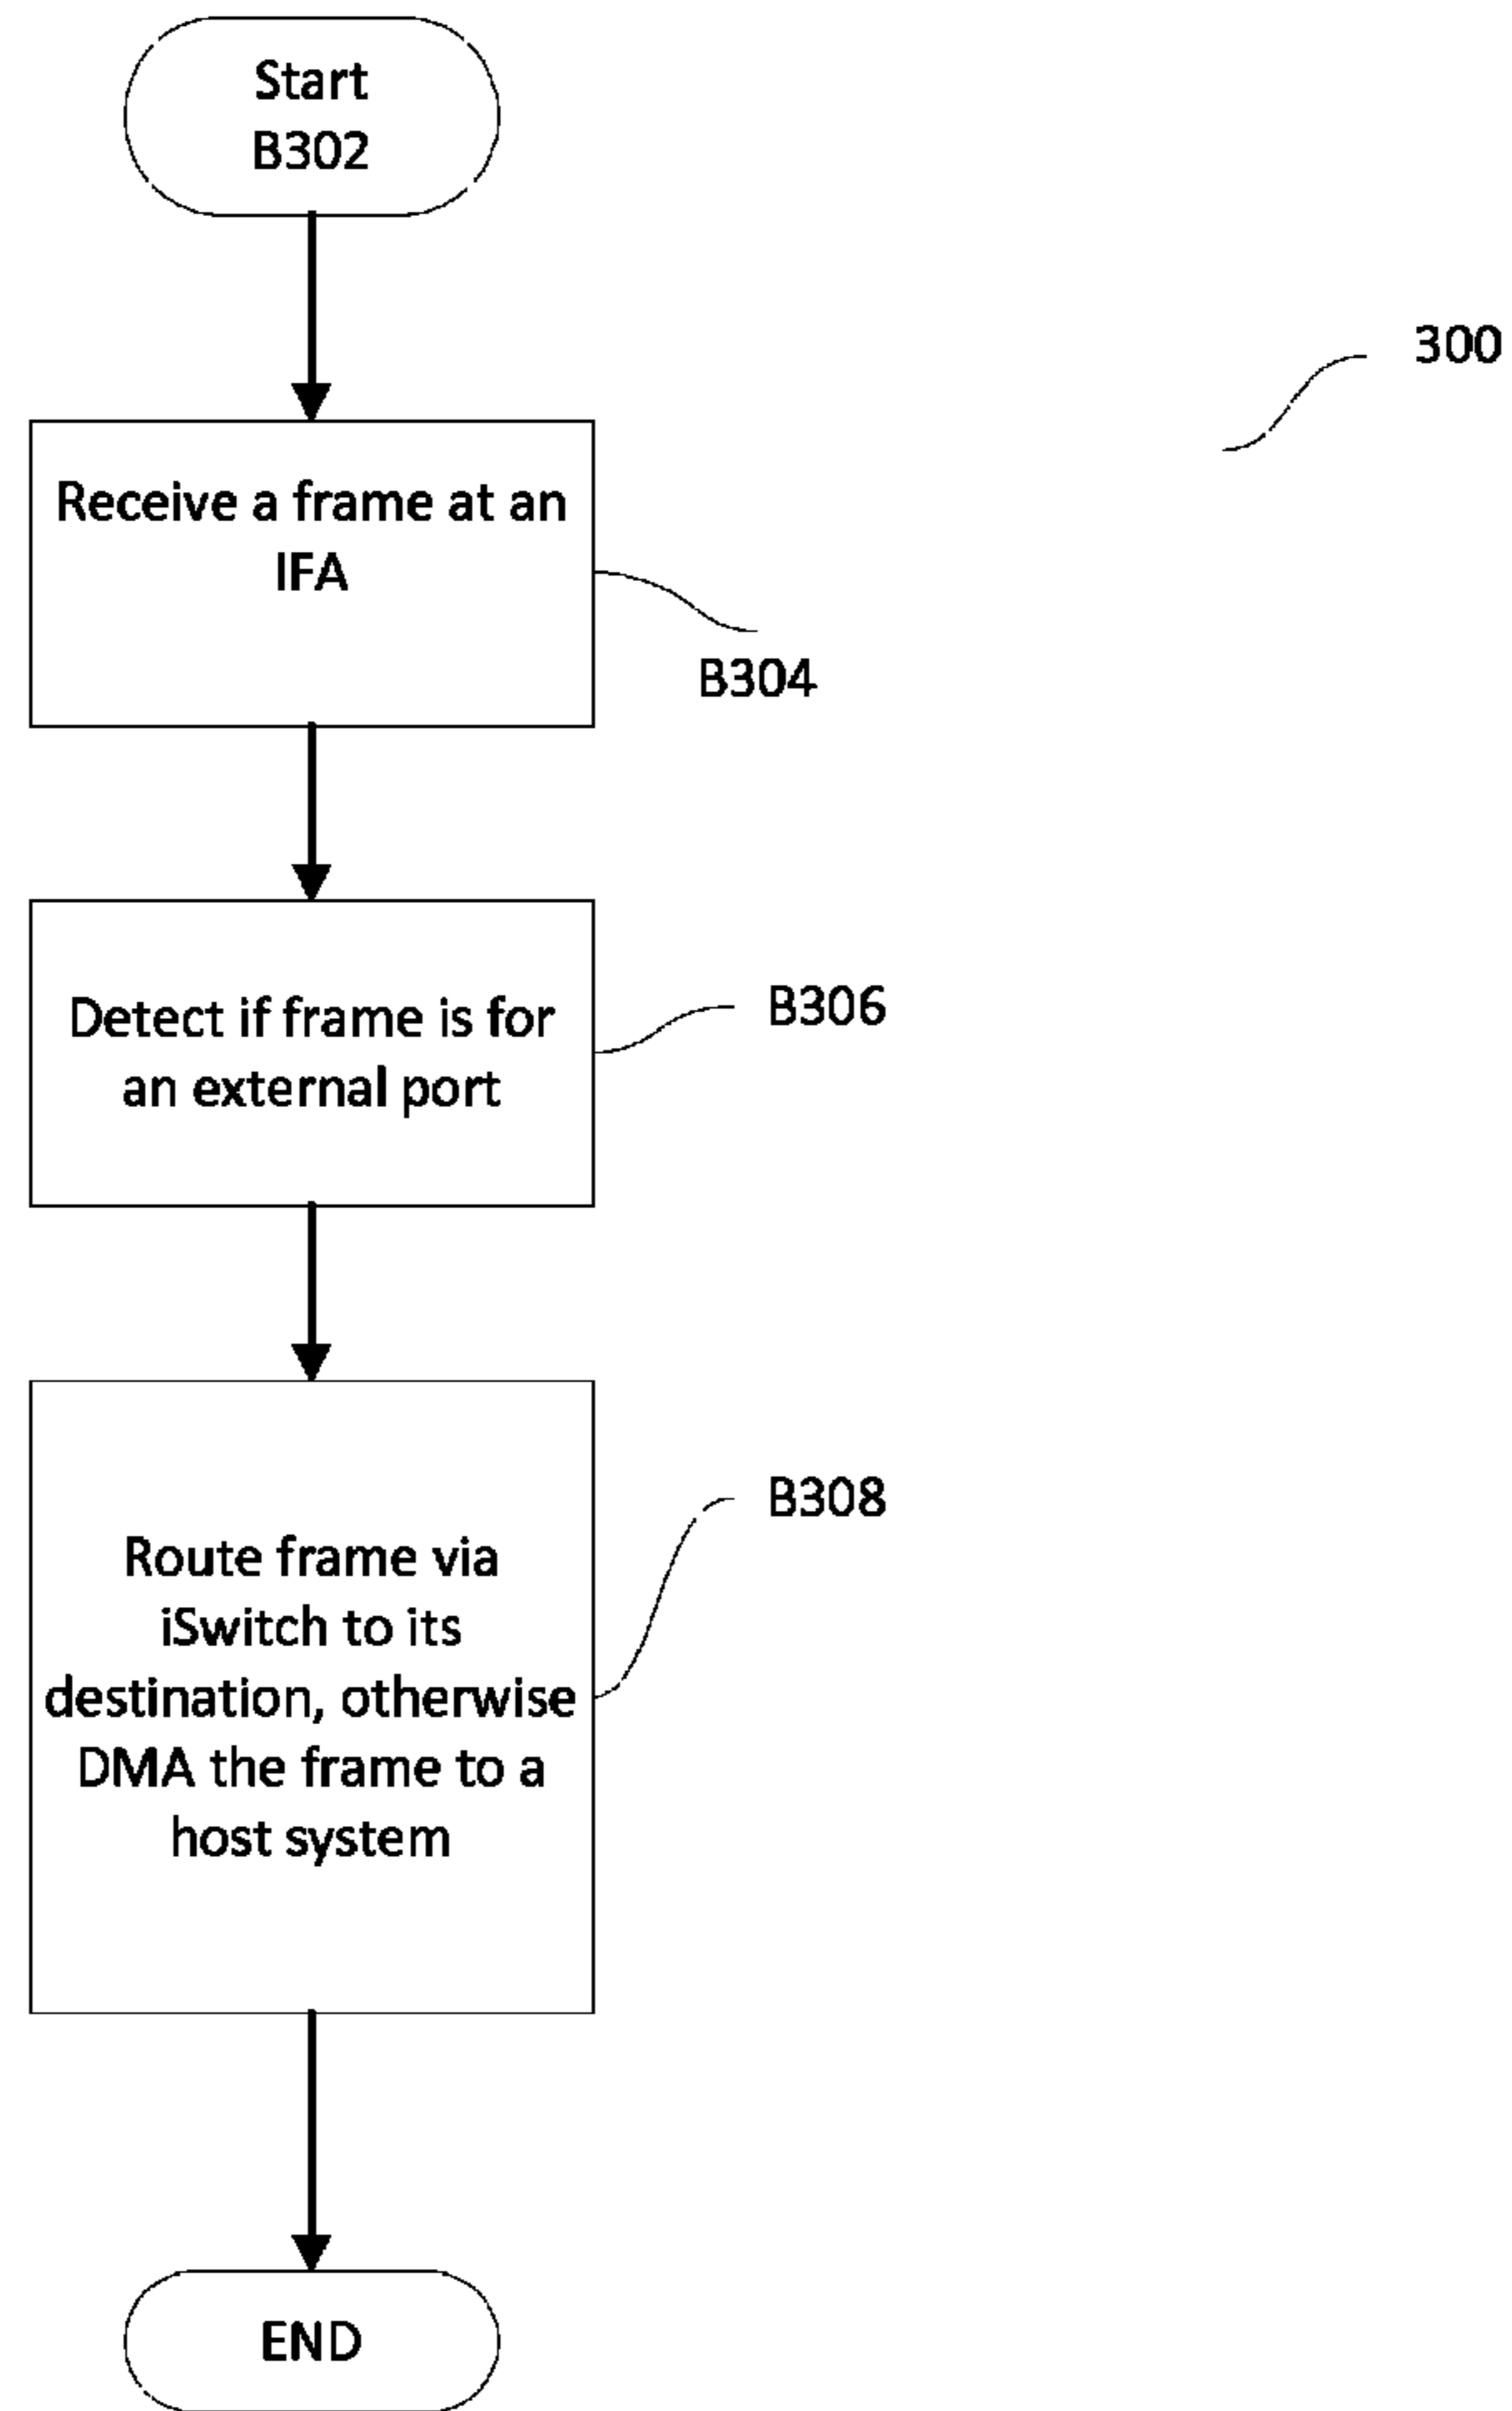 Start
B302
300
Receive a frame at an
IFA
B304
Detect if frame is for
an external port
B306
Route frame via
iSwitch to its
destination, otherwise
DMA the frame to a
host system
B308
END